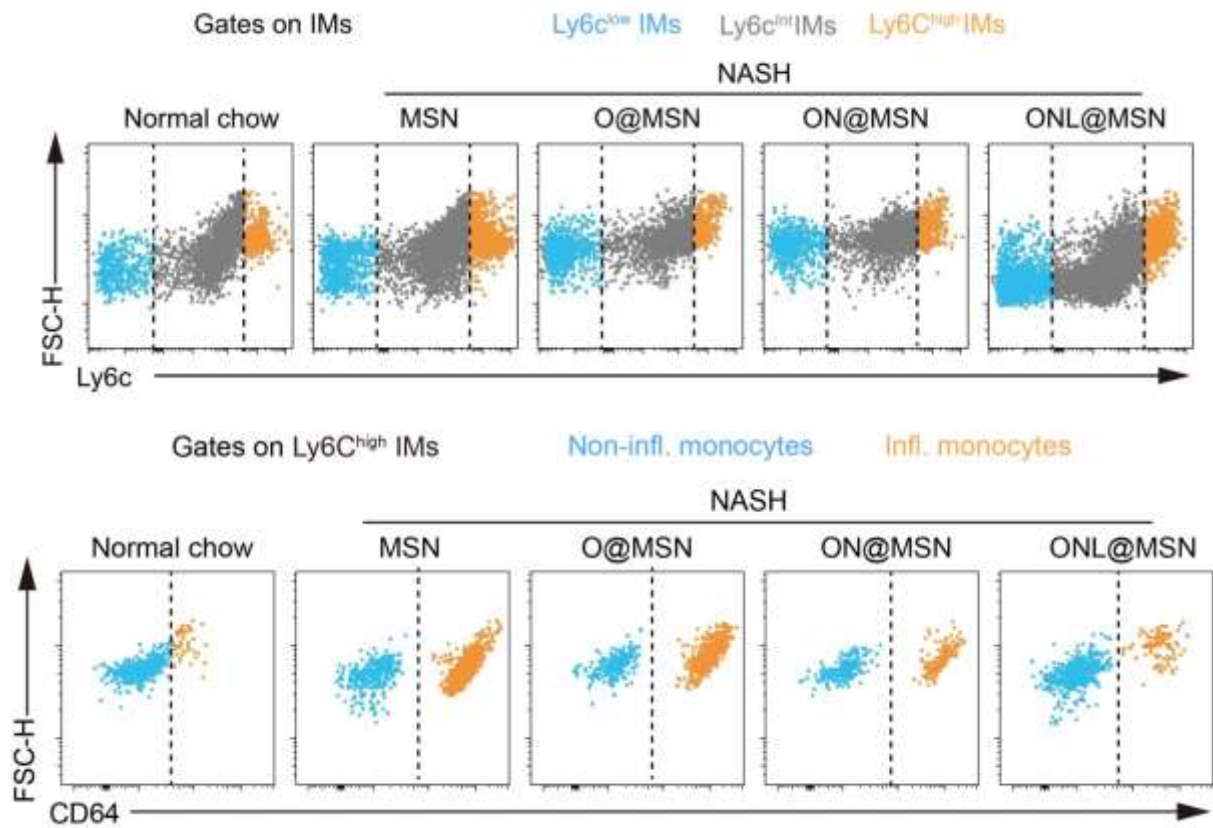 Gates on IMs Ly6c^low IMs Ly6c^int IMs Ly6C^high IMs
NASH
Normal chow MSN O@MSN ON@MSN ONL@MSN
FSC-H
Ly6c
Gates on Ly6C^high IMs Non-infl. monocytes Infl. monocytes
NASH
Normal chow MSN O@MSN ON@MSN ONL@MSN
FSC-H
CD64